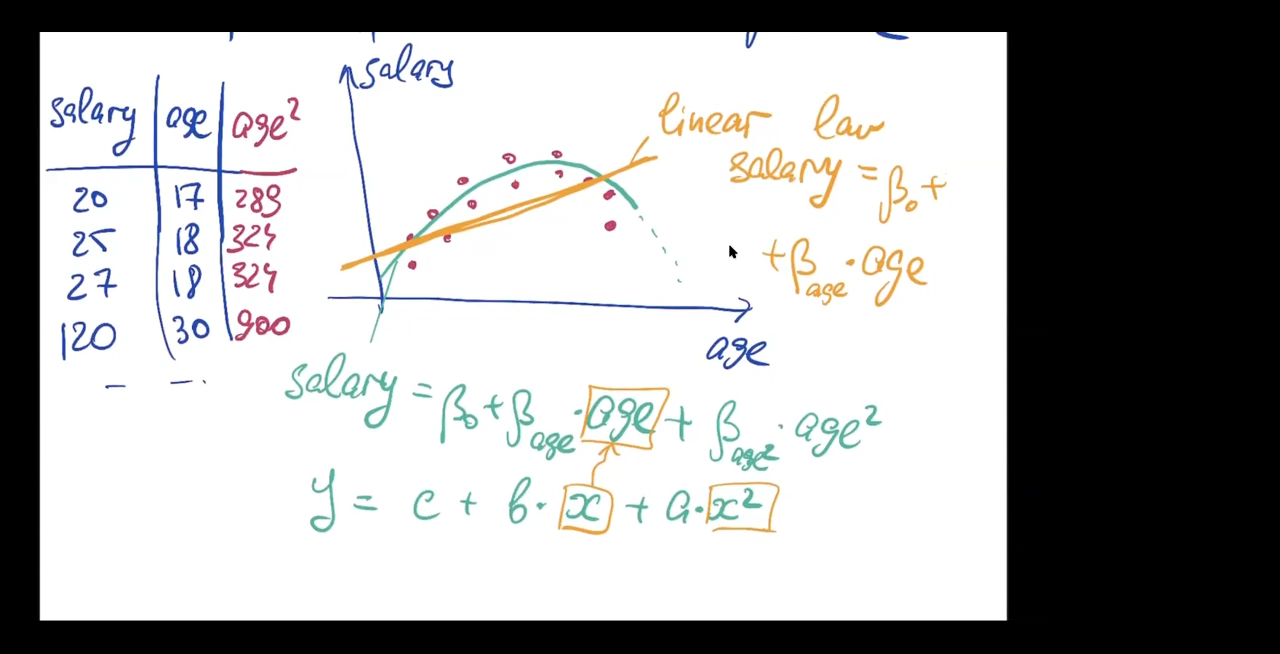 salary age age²
20 17 289
25 18 324
27 18 324
120 30 900
salary
age
linear law
salary = β₀ +
+ β_age · age
salary = β₀ + β_age · age + β_age² · age²
y = c + b · x + a · x²